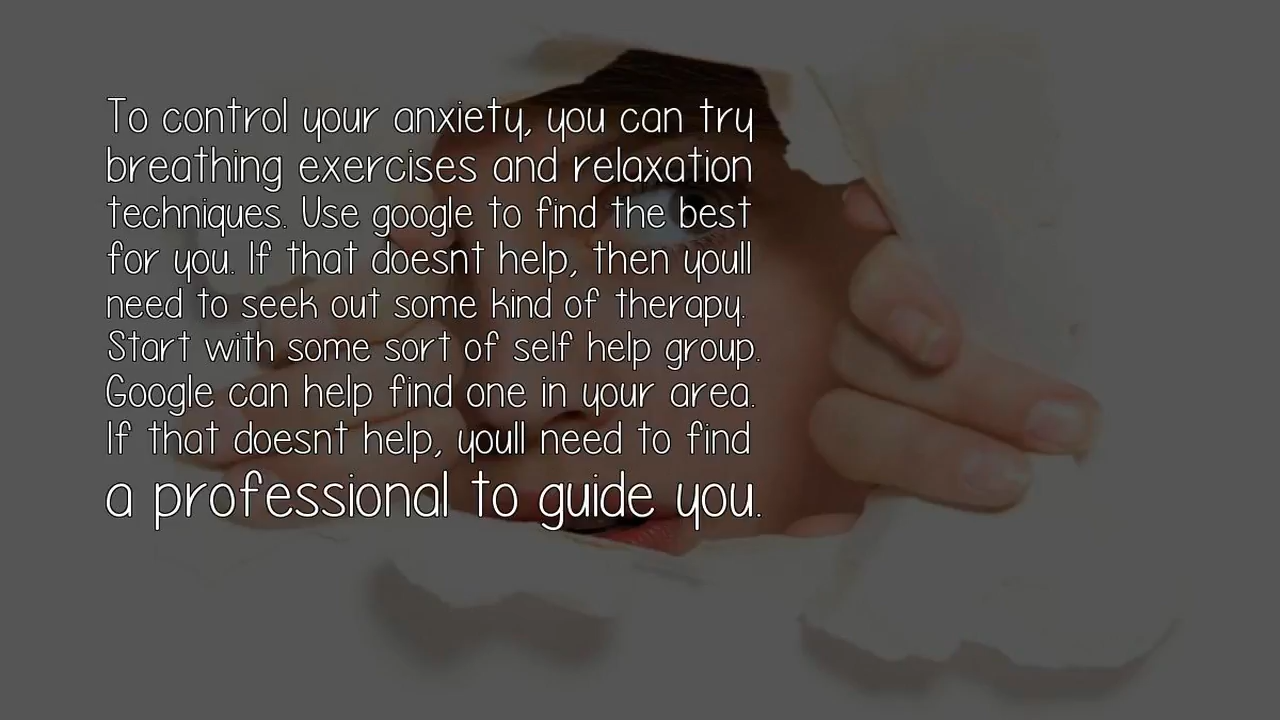 To control your anxiety, you can try
breathing exercises and relaxation
techniques. Use google to find the best
for you. If that doesnt help, then youll
need to seek out some kind of therapy.
Start with some sort of self help group.
Google can help find one in your area.
If that doesnt help, youll need to find
a professional to guide you.